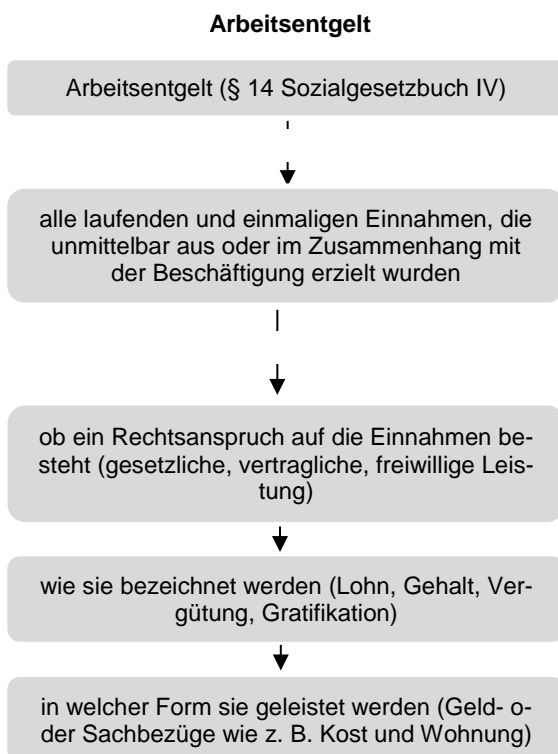 Arbeitsentgelt
Arbeitsentgelt (§ 14 Sozialgesetzbuch IV)
alle laufenden und einmaligen Einnahmen, die
unmittelbar aus oder im Zusammenhang mit
der Beschäftigung erzielt wurden
ob ein Rechtsanspruch auf die Einnahmen be-
steht (gesetzliche, vertragliche, freiwillige Leis-
tung)
wie sie bezeichnet werden (Lohn, Gehalt, Ver-
gütung, Gratifikation)
in welcher Form sie geleistet werden (Geld- o-
der Sachbezüge wie z. B. Kost und Wohnung)